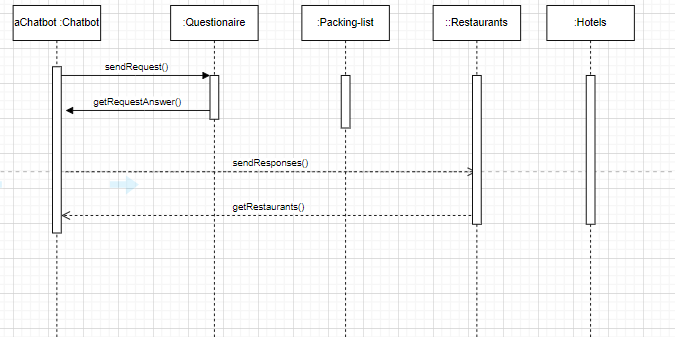 aChatbot :Chatbot
:Questionaire
:Packing-list
::Restaurants
:Hotels
sendRequest()
getRequestAnswer()
sendResponses()
getRestaurants()